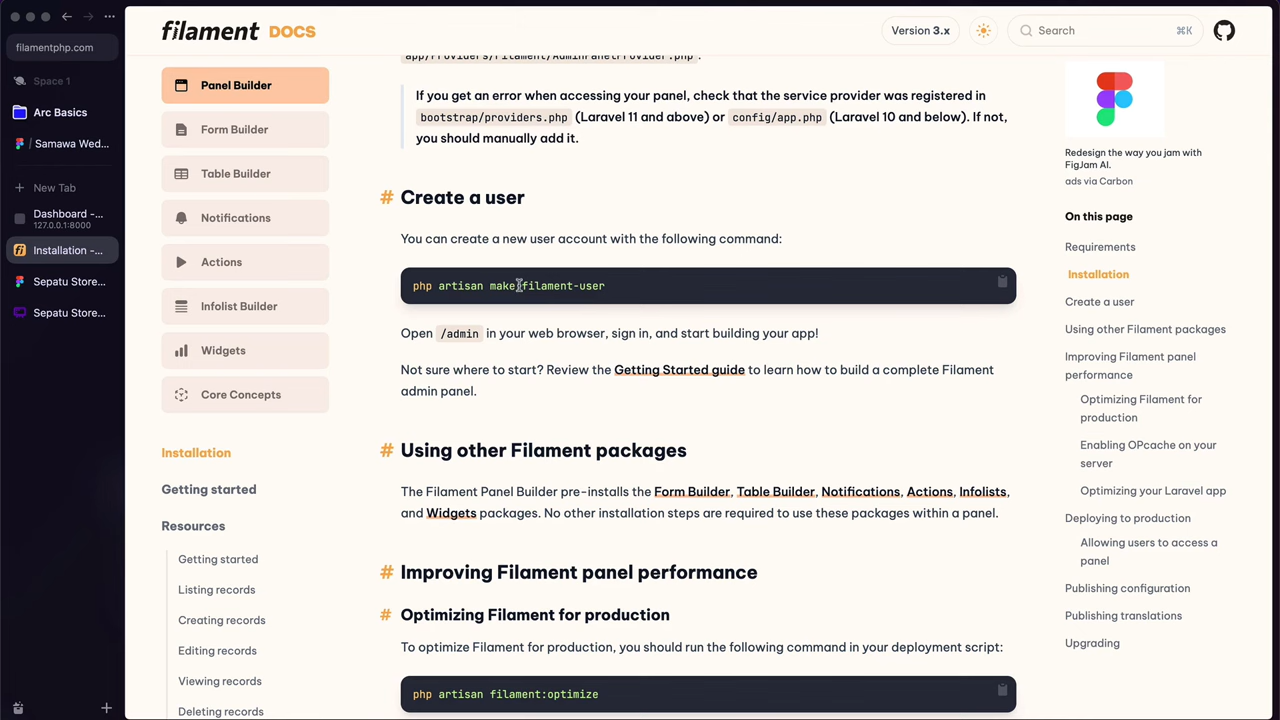 filament DOCS
Version 3.x
Search
⌘K
filamentphp.com
Space 1
Arc Basics
/ Samawa Wed...
New Tab
Dashboard -...
127.0.0.1:8000
Installation -...
Sepatu Store...
Sepatu Store...
Panel Builder
Form Builder
Table Builder
Notifications
Actions
Infolist Builder
Widgets
Core Concepts
Installation
Getting started
Resources
Getting started
Listing records
Creating records
Editing records
Viewing records
Deleting records
app/Providers/Filament/AdminPanelProvider.php .
If you get an error when accessing your panel, check that the service provider was registered in
bootstrap/providers.php (Laravel 11 and above) or config/app.php (Laravel 10 and below). If not,
you should manually add it.
# Create a user
You can create a new user account with the following command:
php artisan make:filament-user
Open /admin in your web browser, sign in, and start building your app!
Not sure where to start? Review the Getting Started guide to learn how to build a complete Filament
admin panel.
# Using other Filament packages
The Filament Panel Builder pre-installs the Form Builder, Table Builder, Notifications, Actions, Infolists,
and Widgets packages. No other installation steps are required to use these packages within a panel.
# Improving Filament panel performance
# Optimizing Filament for production
To optimize Filament for production, you should run the following command in your deployment script:
php artisan filament:optimize
Redesign the way you jam with
FigJam AI.
ads via Carbon
On this page
Requirements
Installation
Create a user
Using other Filament packages
Improving Filament panel
performance
Optimizing Filament for
production
Enabling OPcache on your
server
Optimizing your Laravel app
Deploying to production
Allowing users to access a
panel
Publishing configuration
Publishing translations
Upgrading